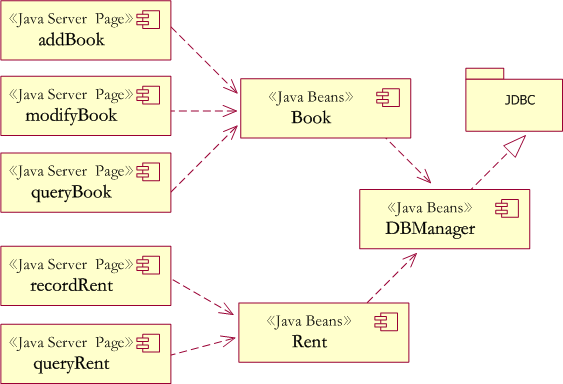 《Java Server Page》
addBook
《Java Server Page》
modifyBook
《Java Server Page》
queryBook
《Java Beans》
Book
JDBC
《Java Beans》
DBManager
《Java Server Page》
recordRent
《Java Server Page》
queryRent
《Java Beans》
Rent